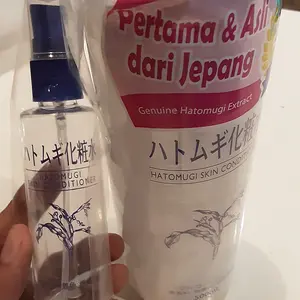 Pertama & Asli
dari Jepang
Genuine Hatomugi Extract
ハトムギ化粧
HATOMUGI SKIN CONDITIO
ハトムギ化粧水
HATOMUGI
SKIN CONDITIONER